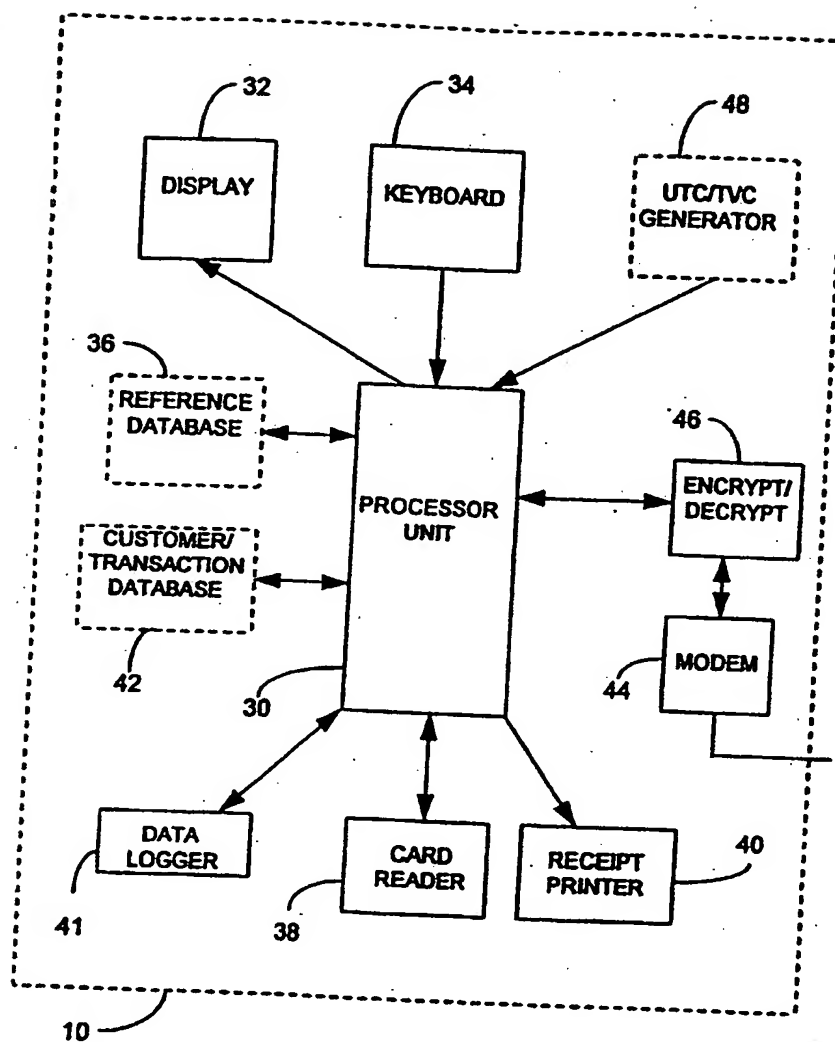 32
34
48
DISPLAY
KEYBOARD
UTC/TVC
GENERATOR
36
REFERENCE
DATABASE
46
PROCESSOR
UNIT
ENCRYPT/
DECRYPT
CUSTOMER/
TRANSACTION
DATABASE
MODEM
42
30
44
DATA
LOGGER
CARD
READER
RECEIPT
PRINTER
40
41
38
10